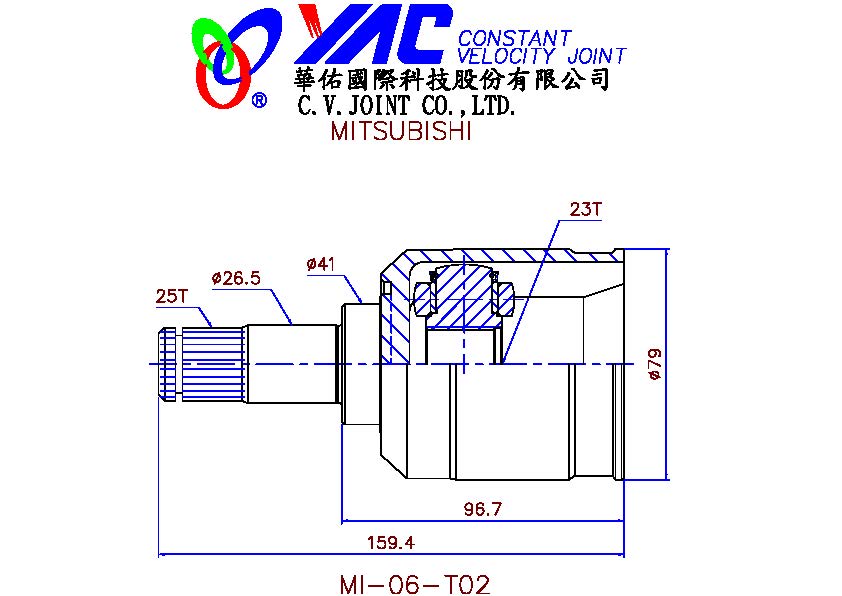 YAC CONSTANT
VELOCITY JOINT
®
華佑國際科技股份有限公司
C.V.JOINT CO.,LTD.
MITSUBISHI
23T
ø41
ø26.5
25T
ø79
96.7
159.4
MI-06-T02